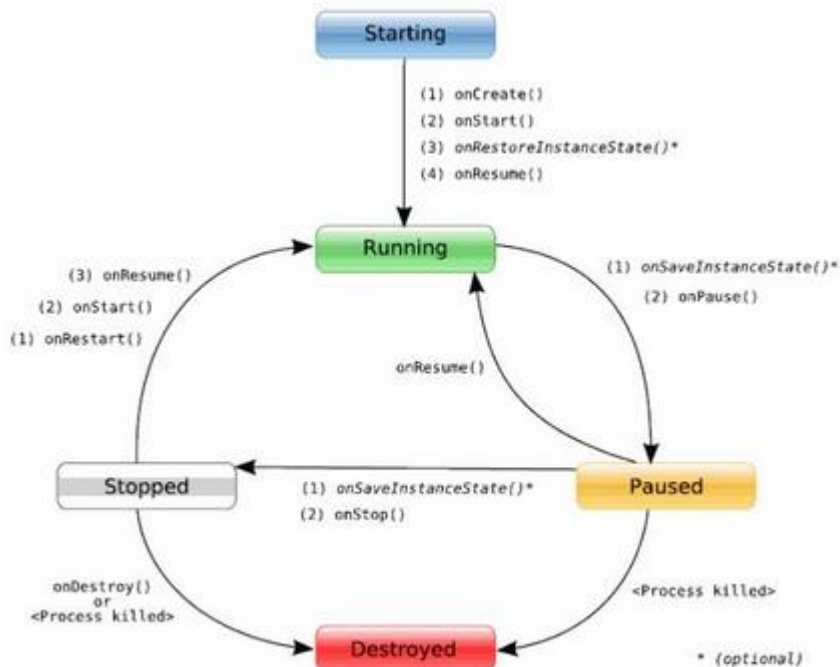 Starting
(1) onCreate()
(2) onStart()
(3) onRestoreInstanceState()*
(4) onResume()
Running
(3) onResume()
(2) onStart()
(1) onRestart()
(1) onSaveInstanceState()*
(2) onPause()
onResume()
Stopped
(1) onSaveInstanceState()*
(2) onStop()
Paused
onDestroy()
or
<Process killed>
<Process killed>
Destroyed
* (optional)